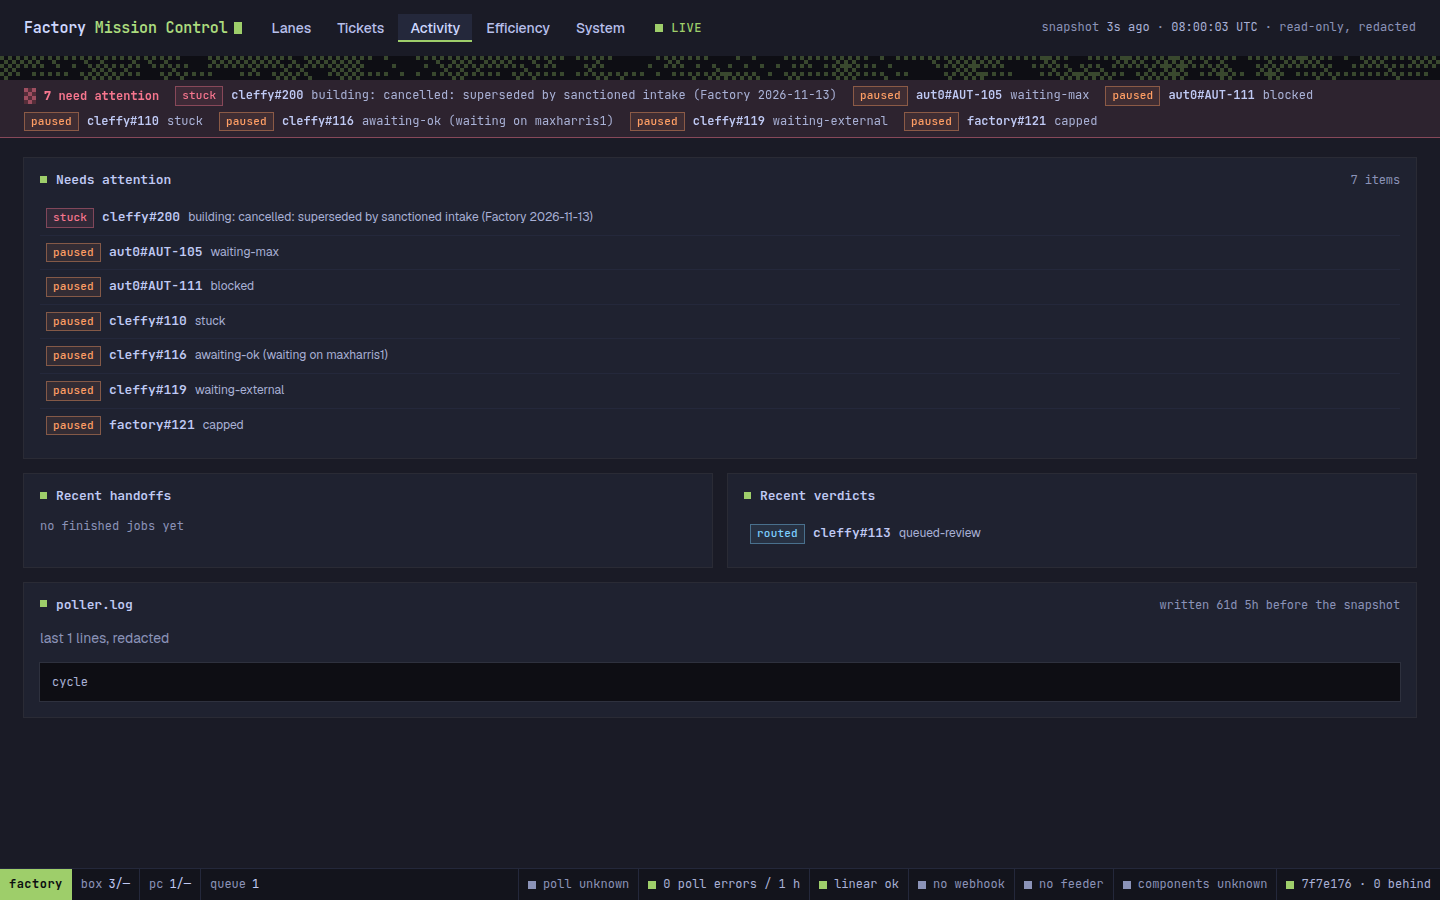 Factory Mission Control Lanes Tickets Activity Efficiency System LIVE snapshot 3s ago · 08:00:03 UTC · read-only, redacted
7 need attention stuck cleffy#200 building: cancelled: superseded by sanctioned intake (Factory 2026-11-13) paused aut0#AUT-105 waiting-max paused aut0#AUT-111 blocked
paused cleffy#110 stuck paused cleffy#116 awaiting-ok (waiting on maxharris1) paused cleffy#119 waiting-external paused factory#121 capped
Needs attention 7 items
stuck cleffy#200 building: cancelled: superseded by sanctioned intake (Factory 2026-11-13)
paused aut0#AUT-105 waiting-max
paused aut0#AUT-111 blocked
paused cleffy#110 stuck
paused cleffy#116 awaiting-ok (waiting on maxharris1)
paused cleffy#119 waiting-external
paused factory#121 capped
Recent handoffs
no finished jobs yet
Recent verdicts
routed cleffy#113 queued-review
poller.log written 61d 5h before the snapshot
last 1 lines, redacted
cycle
factory box 3/— pc 1/— queue 1 poll unknown 0 poll errors / 1 h linear ok no webhook no feeder components unknown 7f7e176 · 0 behind